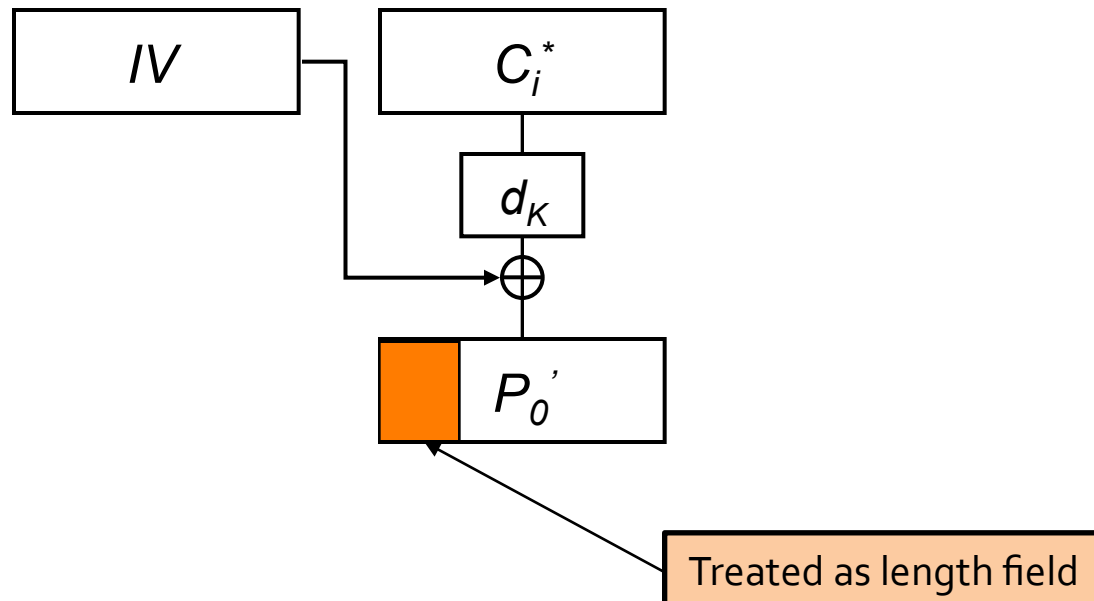 IV
C_i^*
d_K
P_0'
Treated as length field